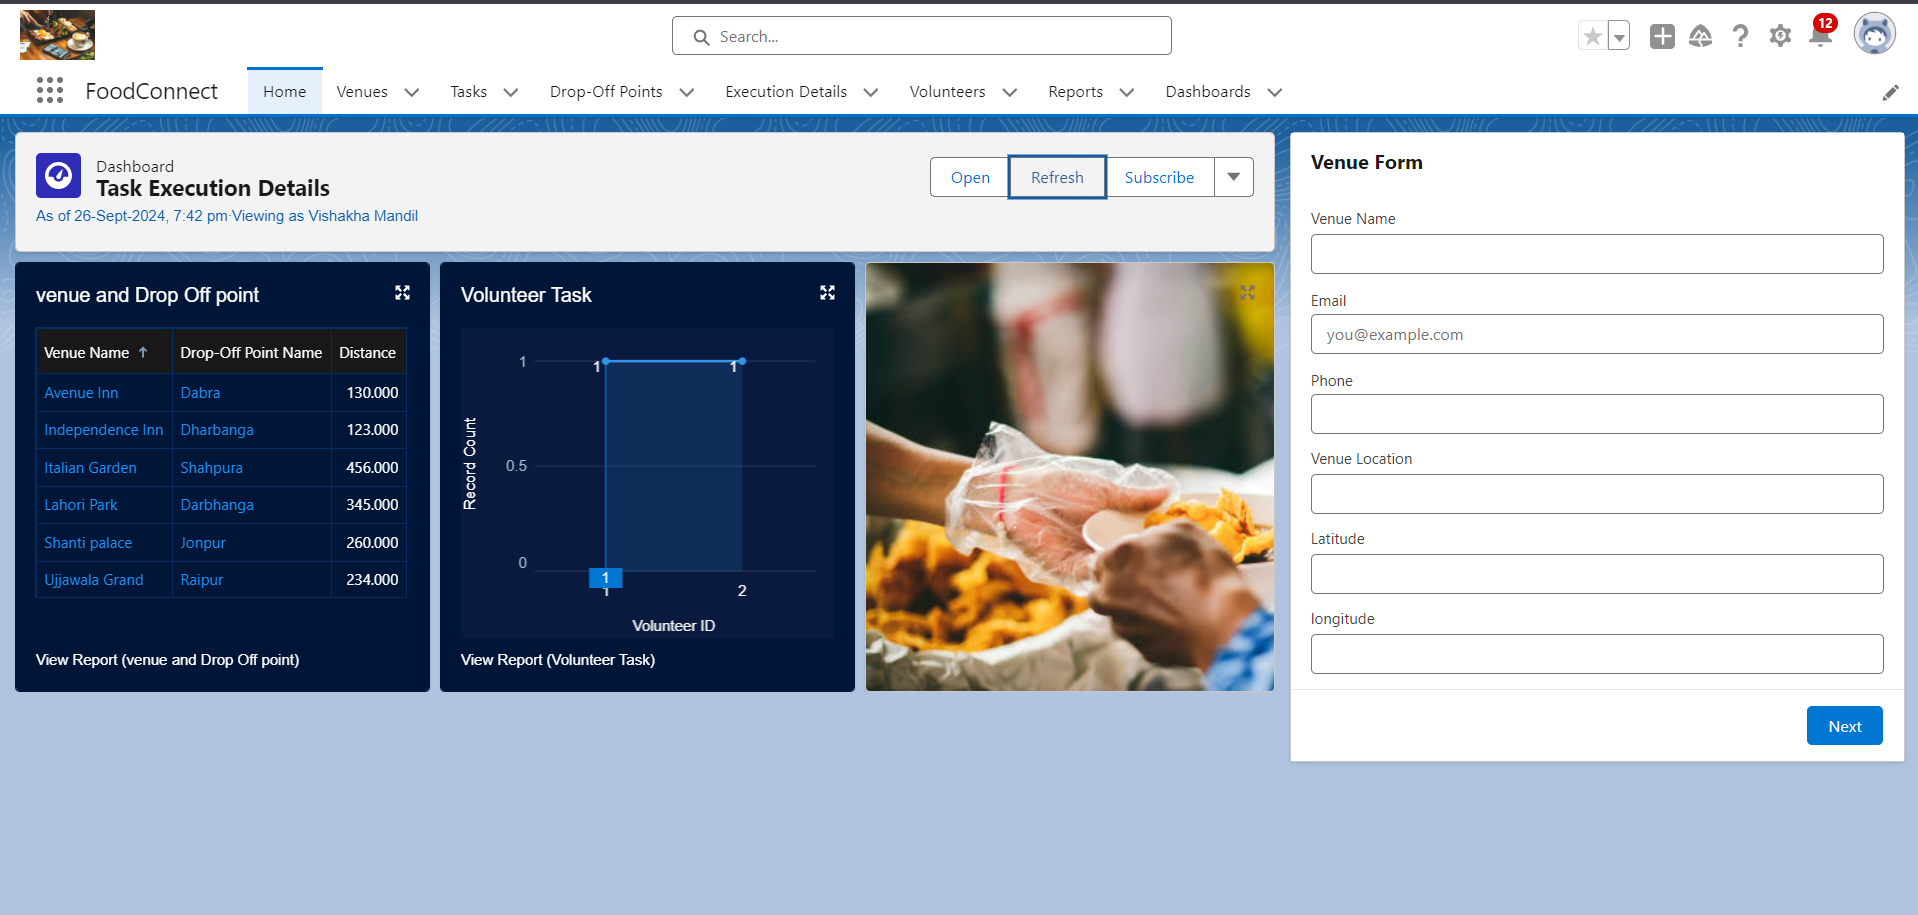 Search...
12
FoodConnect
Home
Venues
Tasks
Drop-Off Points
Execution Details
Volunteers
Reports
Dashboards
Dashboard
Task Execution Details
As of 26-Sept-2024, 7:42 pm·Viewing as Vishakha Mandil
Open
Refresh
Subscribe
venue and Drop Off point
Venue Name ↑ Drop-Off Point Name Distance
Avenue Inn Dabra 130.000
Independence Inn Dharbanga 123.000
Italian Garden Shahpura 456.000
Lahori Park Darbhanga 345.000
Shanti palace Jonpur 260.000
Ujjawala Grand Raipur 234.000
View Report (venue and Drop Off point)
Volunteer Task
Record Count
1
0.5
0
1 1
1
1 2
Volunteer ID
View Report (Volunteer Task)
Venue Form
Venue Name
Email
you@example.com
Phone
Venue Location
Latitude
longitude
Next